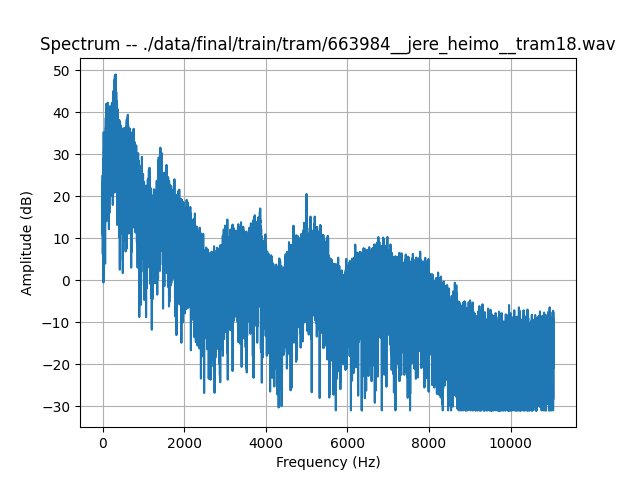 Spectrum -- ./data/final/train/tram/663984__jere_heimo__tram18.wav
50
40
30
20
10
0
−10
−20
−30
Amplitude (dB)
0 2000 4000 6000 8000 10000
Frequency (Hz)